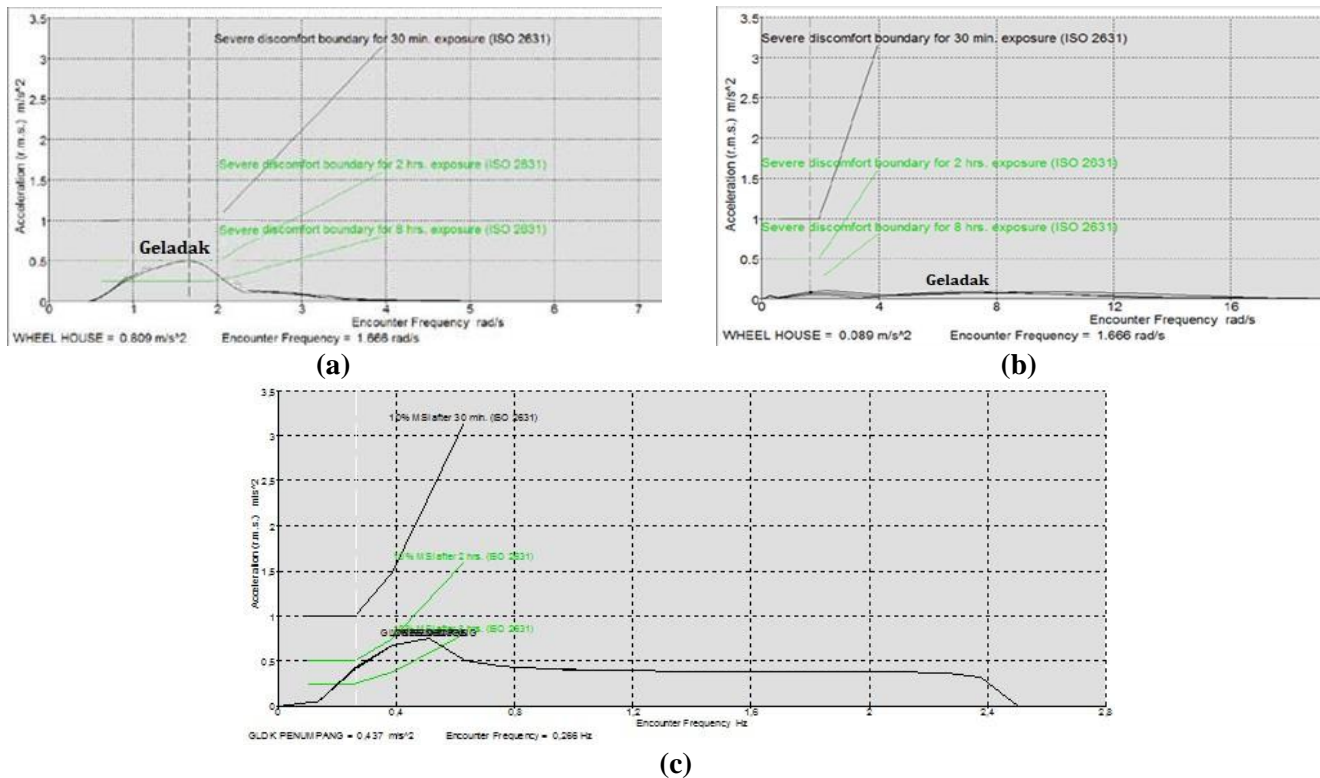 3.5
3
2.5
2
1.5
1
0.5
0
Acceleration (r.m.s.) m/s^2
Severe discomfort boundary for 30 min. exposure (ISO 2631)
Severe discomfort boundary for 2 hrs. exposure (ISO 2631)
Severe discomfort boundary for 8 hrs. exposure (ISO 2631)
Geladak
0 1 2 3 4 5 6 7
Encounter Frequency rad/s
WHEEL HOUSE = 0.809 m/s^2 Encounter Frequency = 1.666 rad/s
(a)
3.5
3
2.5
2
1.5
1
0.5
0
Acceleration (r.m.s.) m/s^2
Severe discomfort boundary for 30 min. exposure (ISO 2631)
Severe discomfort boundary for 2 hrs. exposure (ISO 2631)
Severe discomfort boundary for 8 hrs. exposure (ISO 2631)
Geladak
0 4 8 12 16
Encounter Frequency rad/s
WHEEL HOUSE = 0.089 m/s^2 Encounter Frequency = 1.666 rad/s
(b)
3,5
3
2,5
2
1,5
1
0,5
0
Acceleration (r.m.s.) m/s^2
10% MSI after 30 min. (ISO 2631)
10% MSI after 2 hrs. (ISO 2631)
(ISO 2631)
0 0,4 0,8 1,2 1,6 2 2,4 2,8
Encounter Frequency Hz
GLDK PENUMPANG = 0,437 m/s^2 Encounter Frequency = 0,266 Hz
(c)